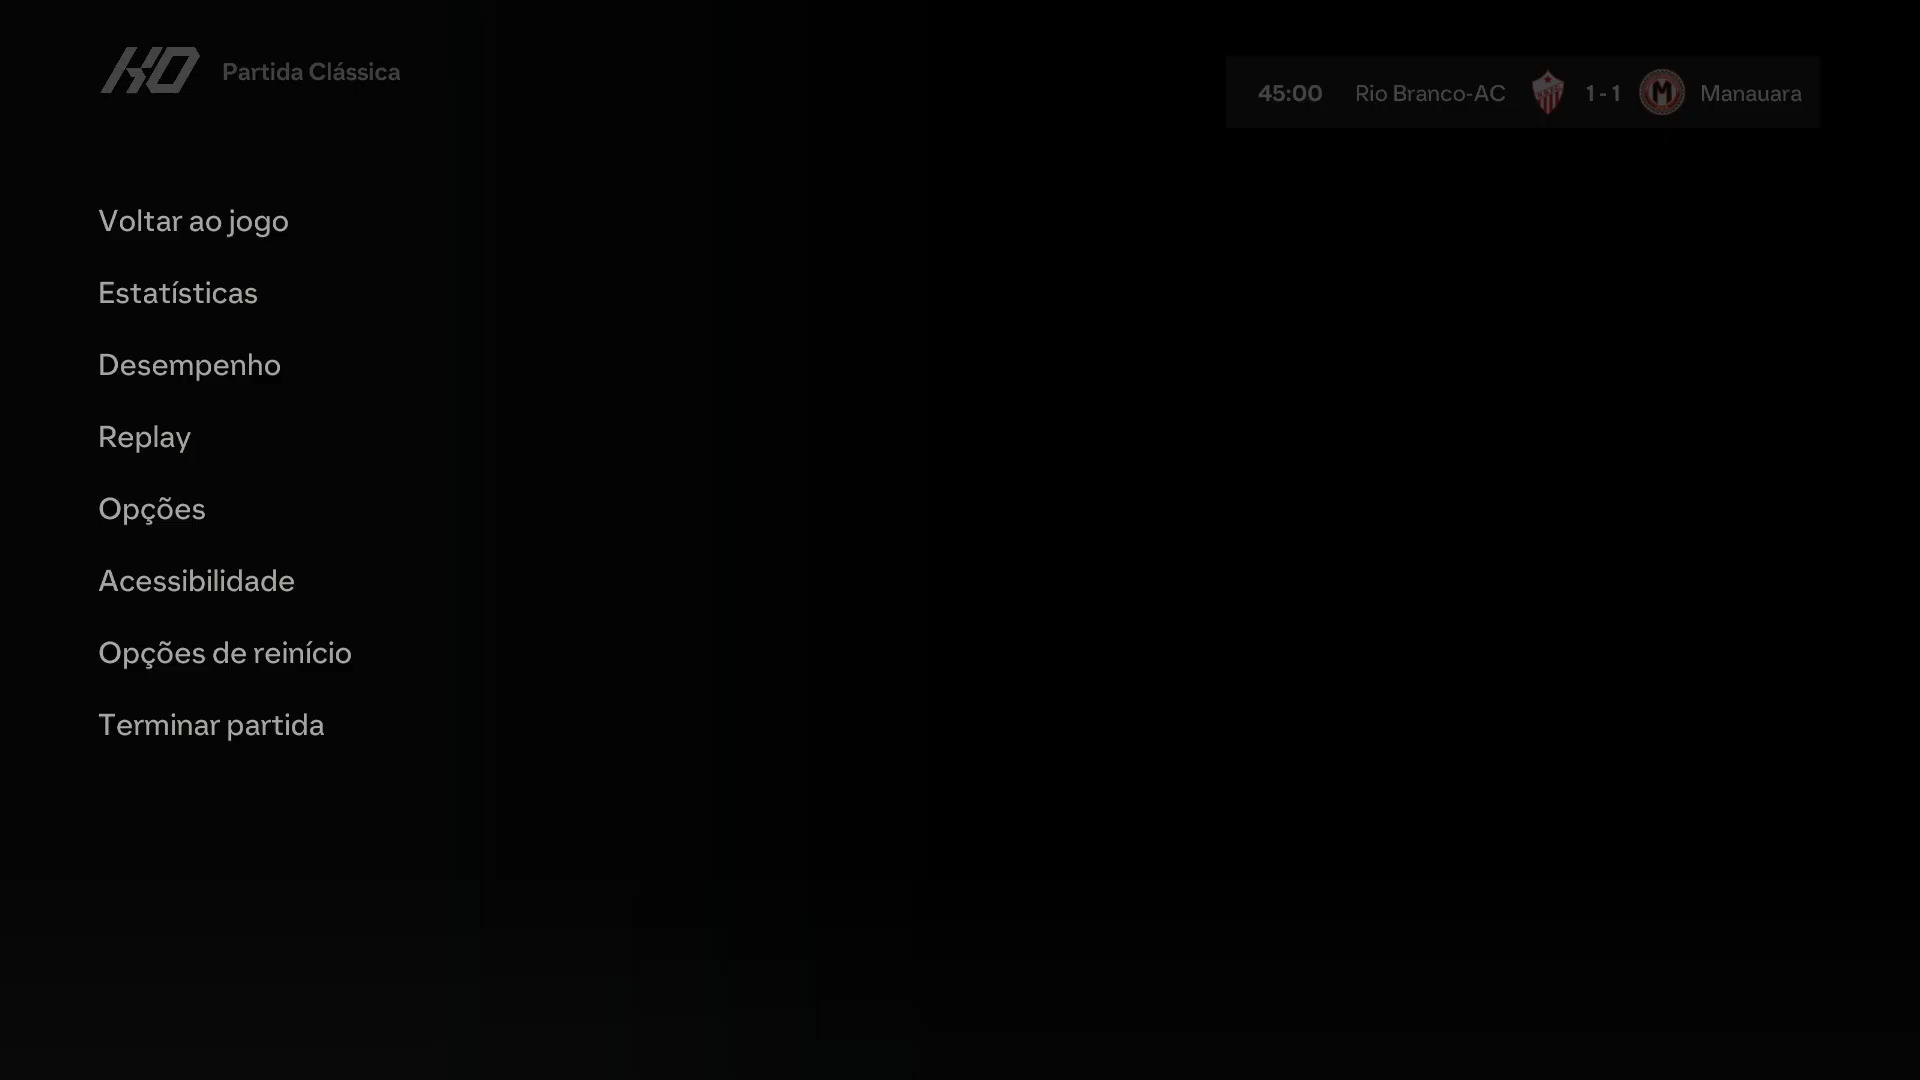 KO Partida Clássica
45:00 Rio Branco-AC 1 - 1 M Manauara
Voltar ao jogo
Estatísticas
Desempenho
Replay
Opções
Acessibilidade
Opções de reinício
Terminar partida